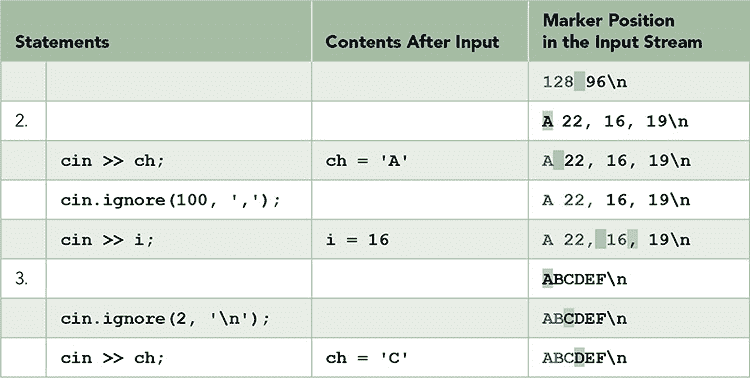 Statements Contents After Input Marker Position
in the Input Stream
128 96\n
2. A 22, 16, 19\n
cin >> ch; ch = 'A' A 22, 16, 19\n
cin.ignore(100, ','); A 22, 16, 19\n
cin >> i; i = 16 A 22, 16, 19\n
3. ABCDEF\n
cin.ignore(2, '\n'); ABCDEF\n
cin >> ch; ch = 'C' ABCDEF\n